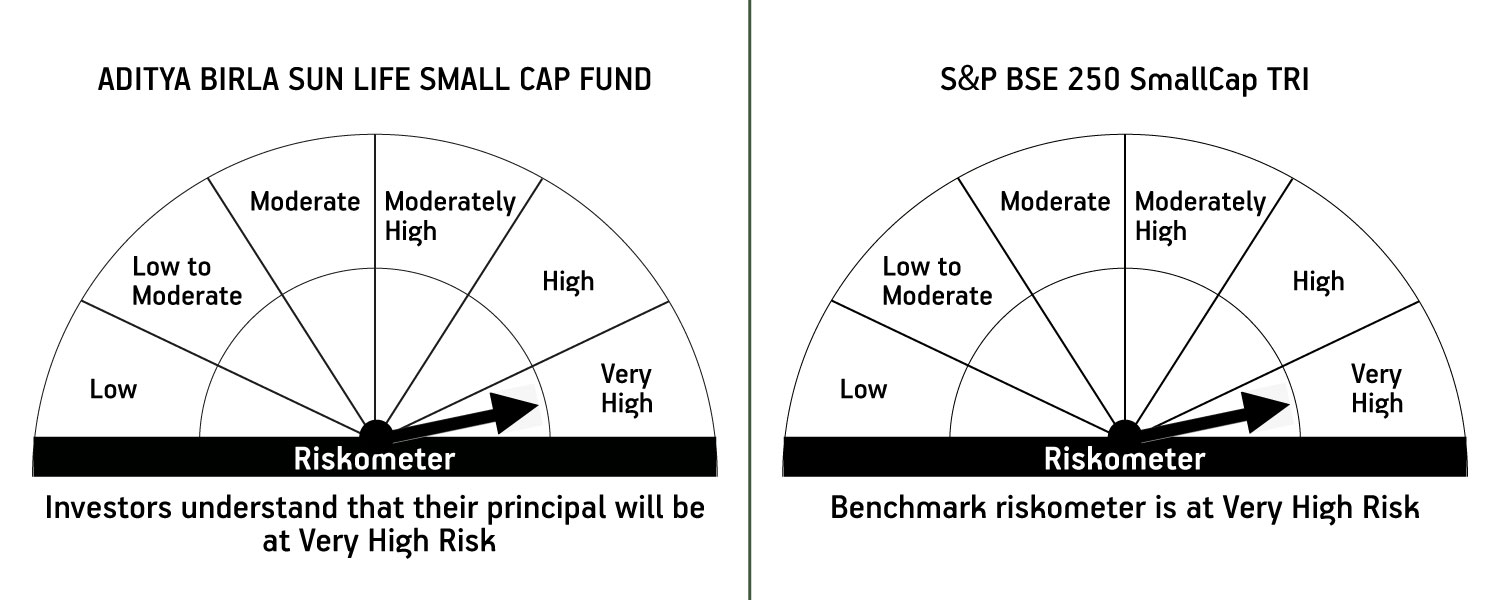 ADITYA BIRLA SUN LIFE SMALL CAP FUND
Moderate
Moderately
High
Low to
Moderate
High
Low
Very
High
Riskometer
Investors understand that their principal will be
at Very High Risk
S&P BSE 250 SmallCap TRI
Moderate
Moderately
High
Low to
Moderate
High
Low
Very
High
Riskometer
Benchmark riskometer is at Very High Risk